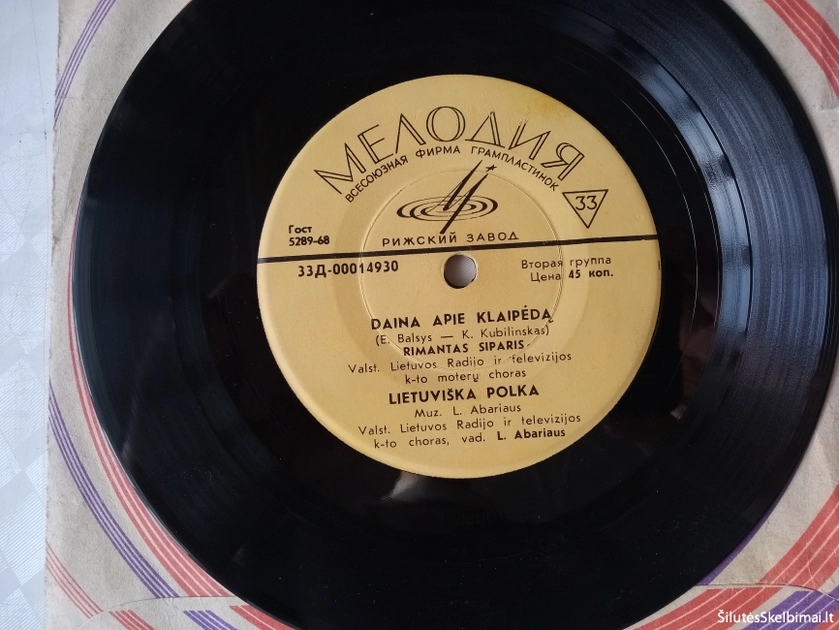 МЕЛОДИЯ
ВСЕСОЮЗНАЯ ФИРМА ГРАМПЛАСТИНОК
33
РИЖСКИЙ ЗАВОД
Гост
5289-68
33Д-00014930
Вторая группа
Цена 45 коп.
DAINA APIE KLAIPĖDĄ
(E. Balsys — K. Kubilinskas)
RIMANTAS SIPARIS
Valst. Lietuvos Radijo ir televizijos
k-to moterų choras
LIETUVIŠKA POLKA
Muz. L. Abariaus
Valst. Lietuvos Radijo ir televizijos
k-to choras, vad. L. Abariaus
ŠilutėsSkelbimai.lt